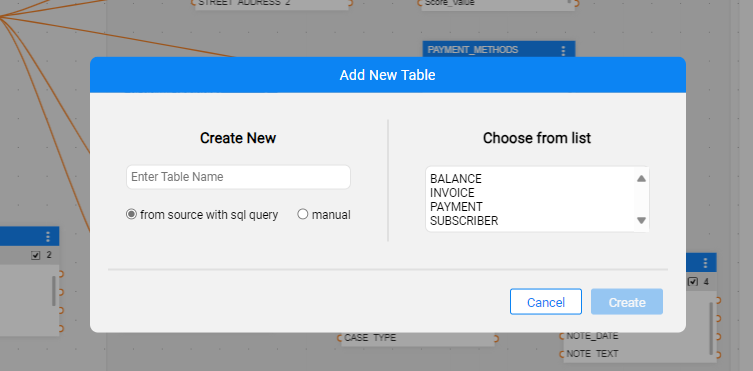 STREET_ADDRESS_2
Score_Value
PAYMENT_METHODS
Add New Table
Create New
Choose from list
Enter Table Name
BALANCE
INVOICE
PAYMENT
SUBSCRIBER
from source with sql query
manual
2
4
Cancel
Create
CASE_TYPE
NOTE_DATE
NOTE_TEXT